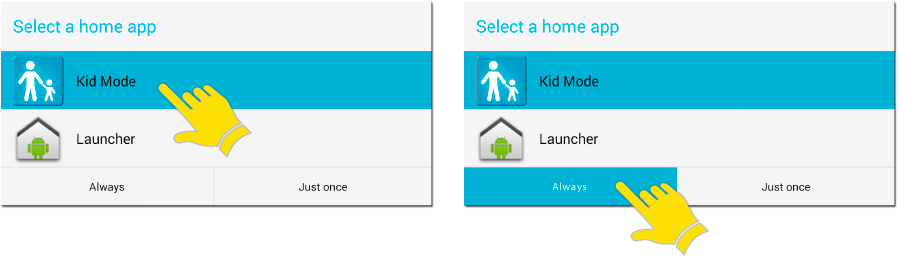 Select a home app
Kid Mode
Launcher
Always Just once
Select a home app
Kid Mode
Launcher
Always Just once